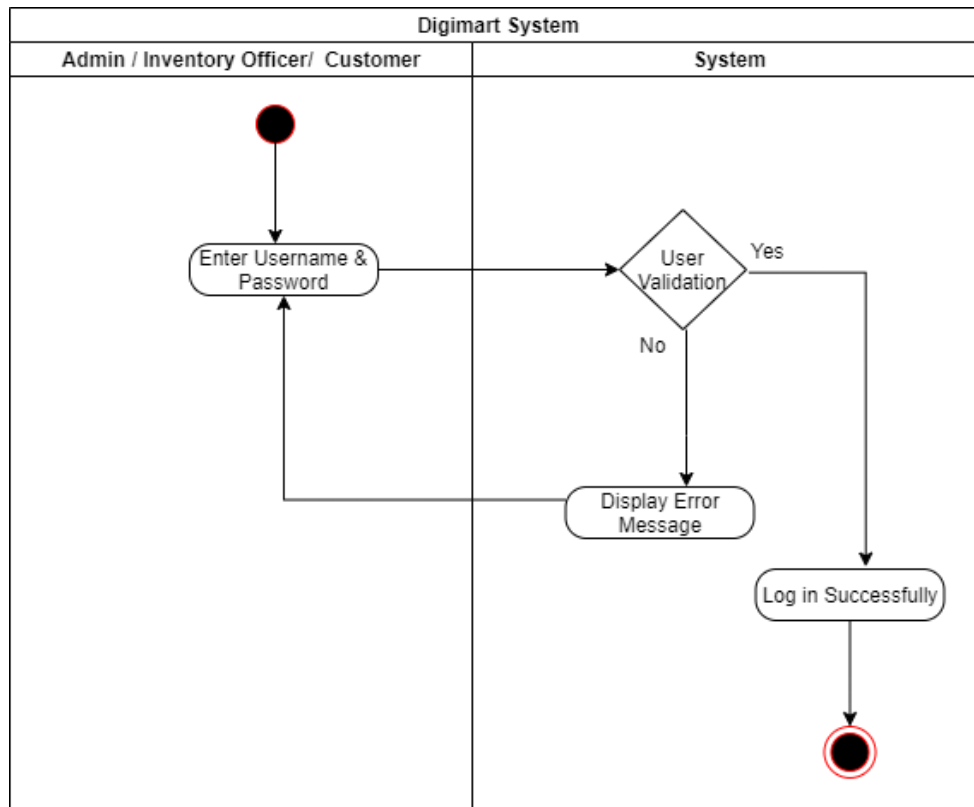 Digimart System
Admin / Inventory Officer/ Customer
System
Enter Username &
Password
User
Validation
Yes
No
Display Error
Message
Log in Successfully